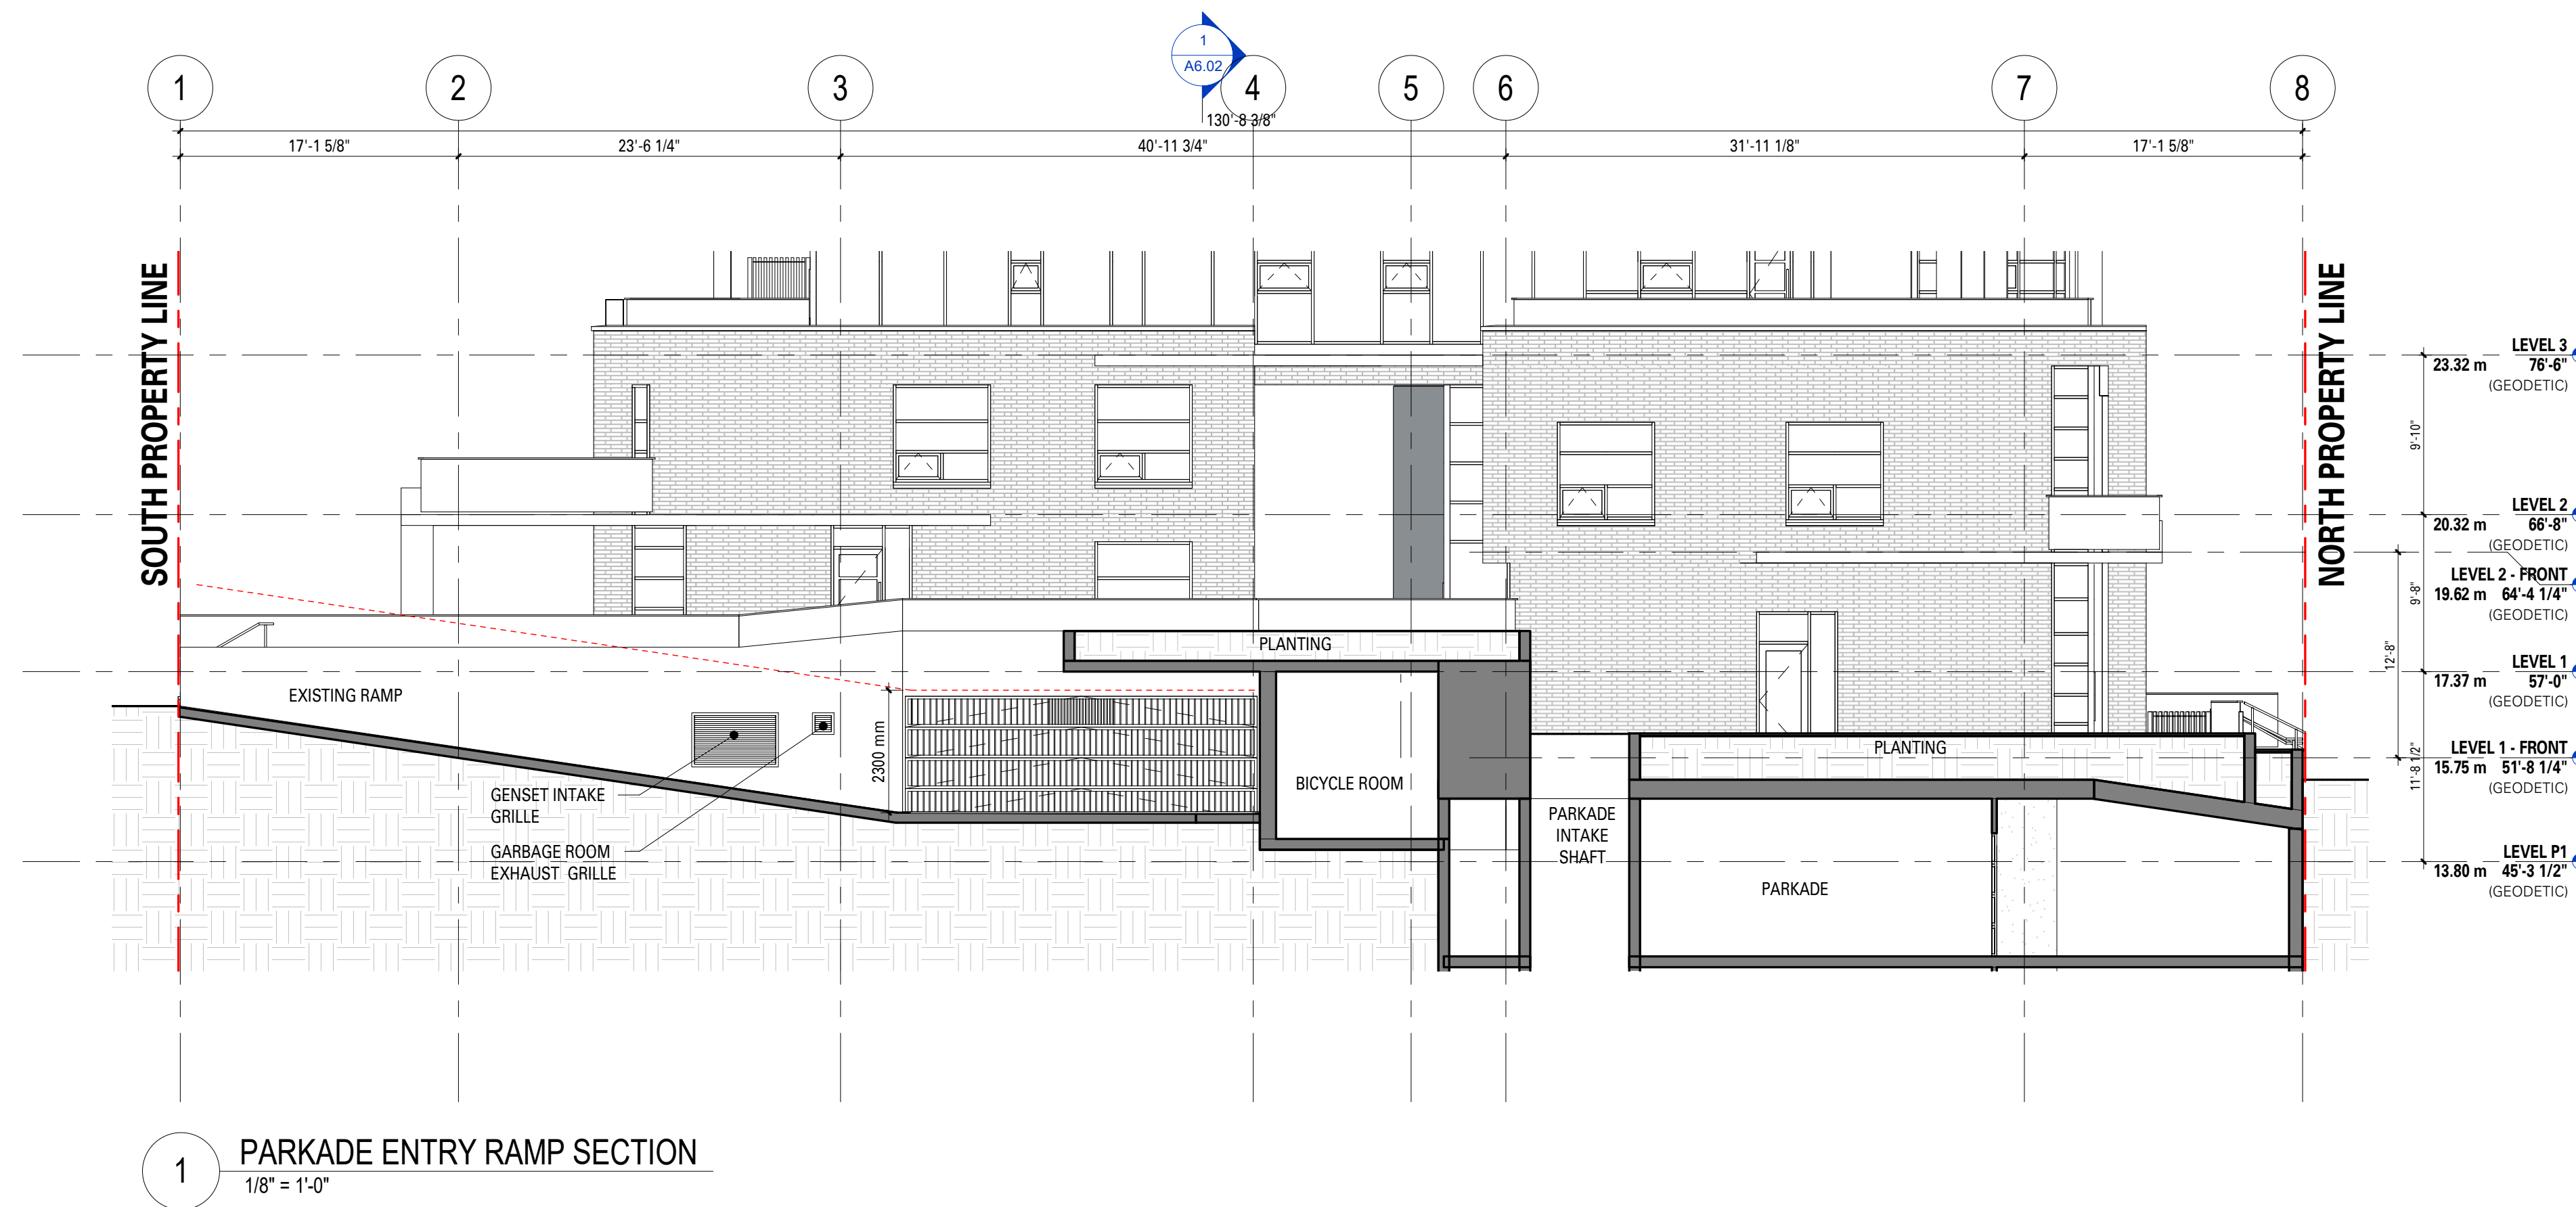 1
A6.02
1
2
3
4
5
6
7
8
130'-8 3/8"
17'-1 5/8"
23'-6 1/4"
40'-11 3/4"
31'-11 1/8"
17'-1 5/8"
SOUTH PROPERTY LINE
NORTH PROPERTY LINE
LEVEL 3
23.32 m 76'-6"
(GEODETIC)
9'-10"
LEVEL 2
20.32 m 66'-8"
(GEODETIC)
LEVEL 2 - FRONT
19.62 m 64'-4 1/4"
(GEODETIC)
9'-8"
12'-8"
LEVEL 1
17.37 m 57'-0"
(GEODETIC)
LEVEL 1 - FRONT
15.75 m 51'-8 1/4"
(GEODETIC)
11'-8 1/2"
LEVEL P1
13.80 m 45'-3 1/2"
(GEODETIC)
PLANTING
EXISTING RAMP
2300 mm
GENSET INTAKE
GRILLE
GARBAGE ROOM
EXHAUST GRILLE
BICYCLE ROOM
PARKADE
INTAKE
SHAFT
PLANTING
PARKADE
1
PARKADE ENTRY RAMP SECTION
1/8" = 1'-0"